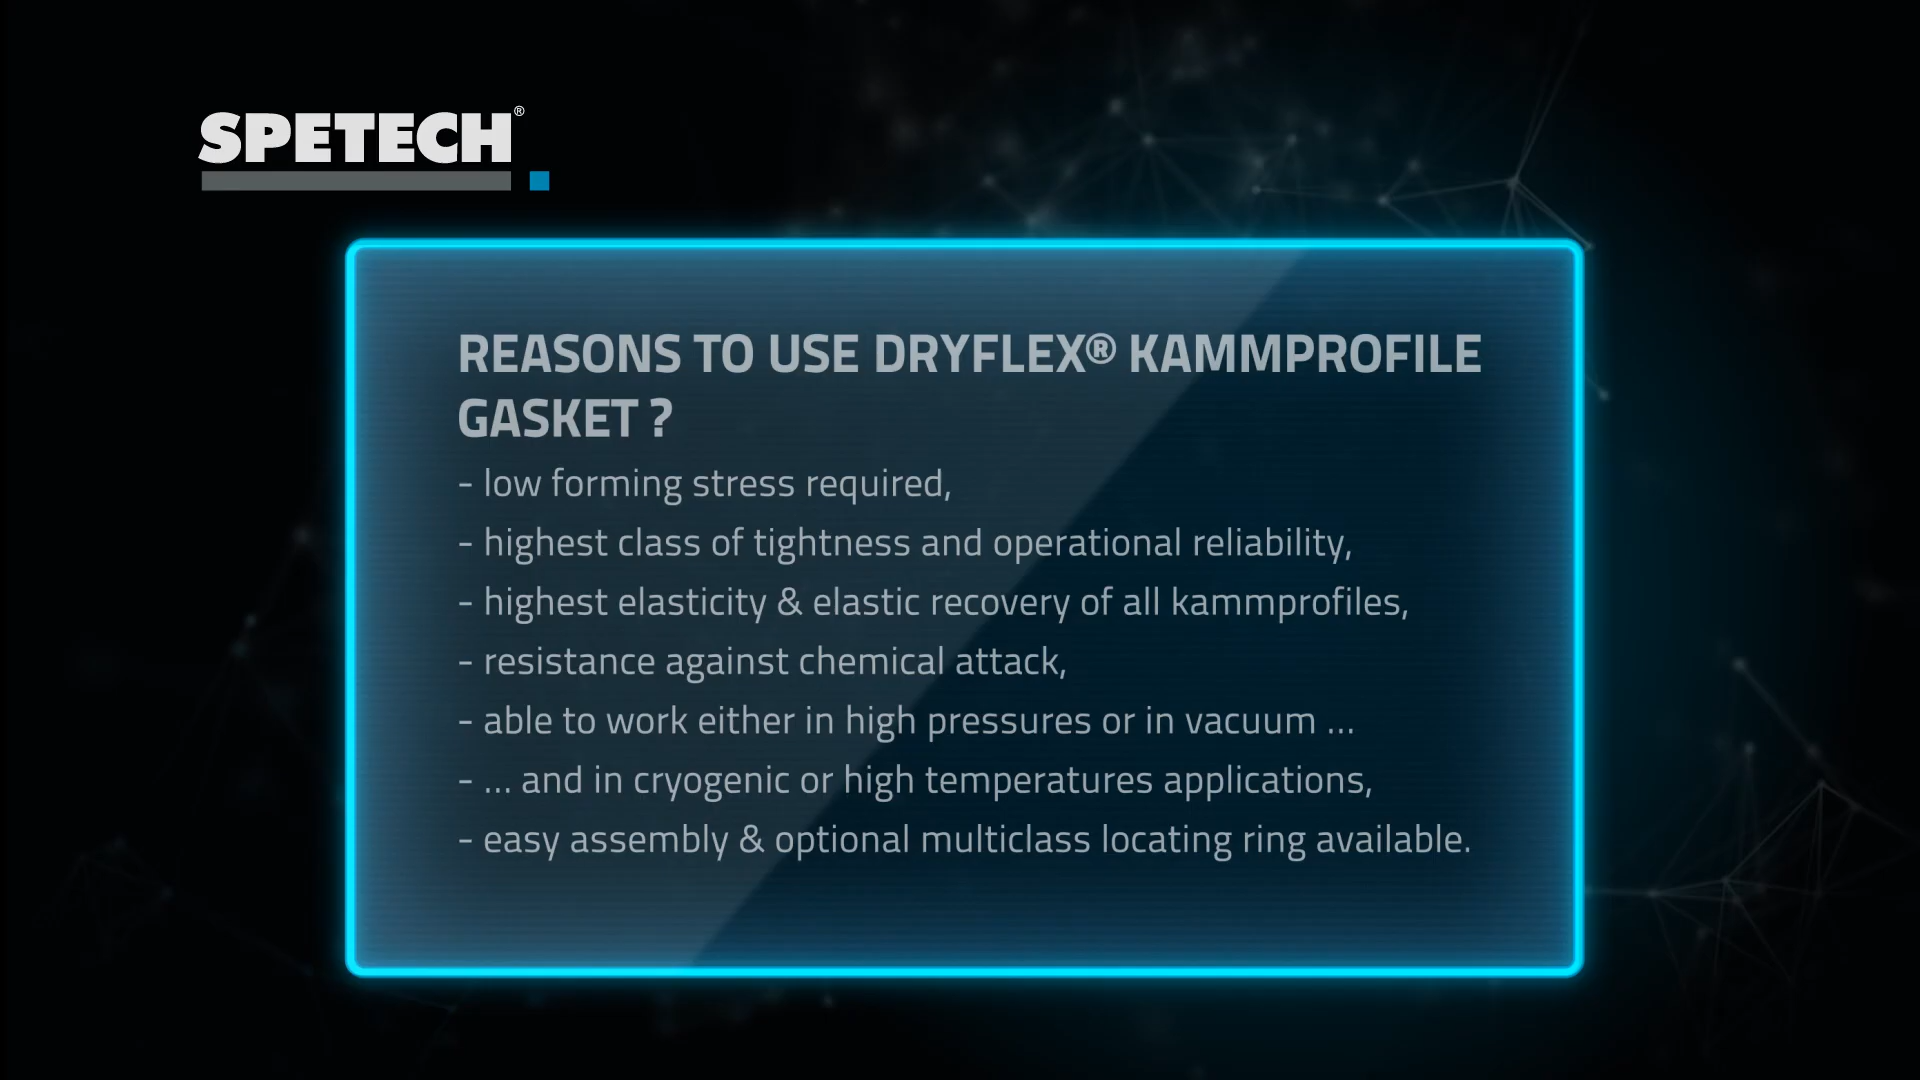 SPETECH®
REASONS TO USE DRYFLEX® KAMMPROFILE
GASKET ?
- low forming stress required,
- highest class of tightness and operational reliability,
- highest elasticity & elastic recovery of all kammprofiles,
- resistance against chemical attack,
- able to work either in high pressures or in vacuum ...
- ... and in cryogenic or high temperatures applications,
- easy assembly & optional multiclass locating ring available.